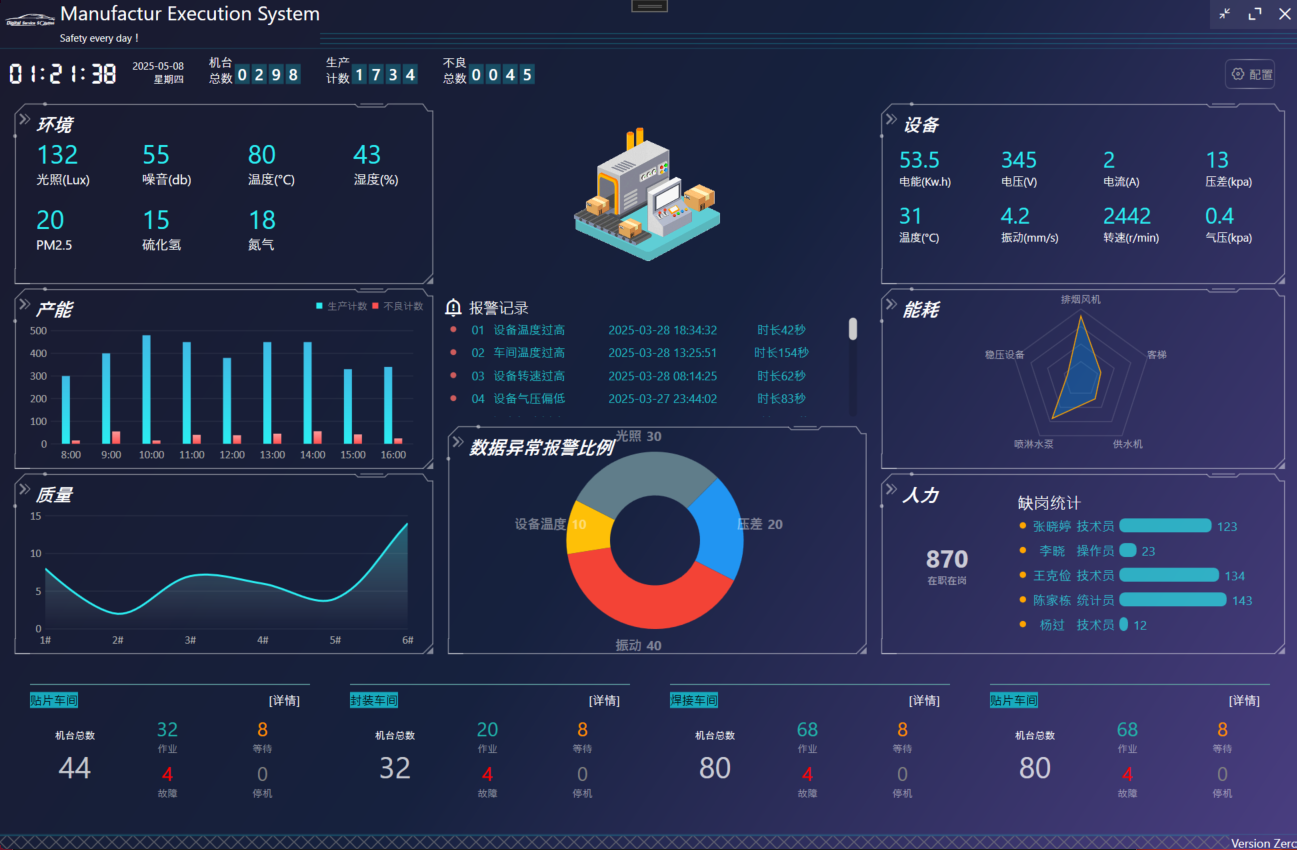 Manufactur Execution System
Safety every day !
01:21:38
2025-05-08
星期四
机台总数 0298
生产计数 1734
不良总数 0045
配置
环境
132 55 80 43
光照(Lux) 噪音(db) 温度(℃) 湿度(%)
20 15 18
PM2.5 硫化氢 氮气
设备
53.5 345 2 13
电能(Kw.h) 电压(V) 电流(A) 压差(kpa)
31 4.2 2442 0.4
温度(℃) 振动(mm/s) 转速(r/min) 气压(kpa)
产能
生产计数 不良计数
500
400
300
200
100
0
8:00 9:00 10:00 11:00 12:00 13:00 14:00 15:00 16:00
报警记录
01 设备温度过高 2025-03-28 18:34:32 时长42秒
02 车间温度过高 2025-03-28 13:25:51 时长154秒
03 设备转速过高 2025-03-28 08:14:25 时长62秒
04 设备气压偏低 2025-03-27 23:44:02 时长83秒
能耗
排烟风机
稳压设备 客梯
喷淋水泵 供水机
质量
15
10
5
0
1# 2# 3# 4# 5# 6#
数据异常报警比例
光照 30
设备温度 10
压差 20
振动 40
人力
870
在职在岗
缺岗统计
张晓婷 技术员 123
李晓 操作员 23
王克俭 技术员 134
陈家栋 统计员 143
杨过 技术员 12
贴片车间 [详情]
机台总数 44
32 作业 8 等待
4 故障 0 停机
封装车间 [详情]
机台总数 32
20 作业 8 等待
4 故障 0 停机
焊接车间 [详情]
机台总数 80
68 作业 8 等待
4 故障 0 停机
贴片车间 [详情]
机台总数 80
68 作业 8 等待
4 故障 0 停机